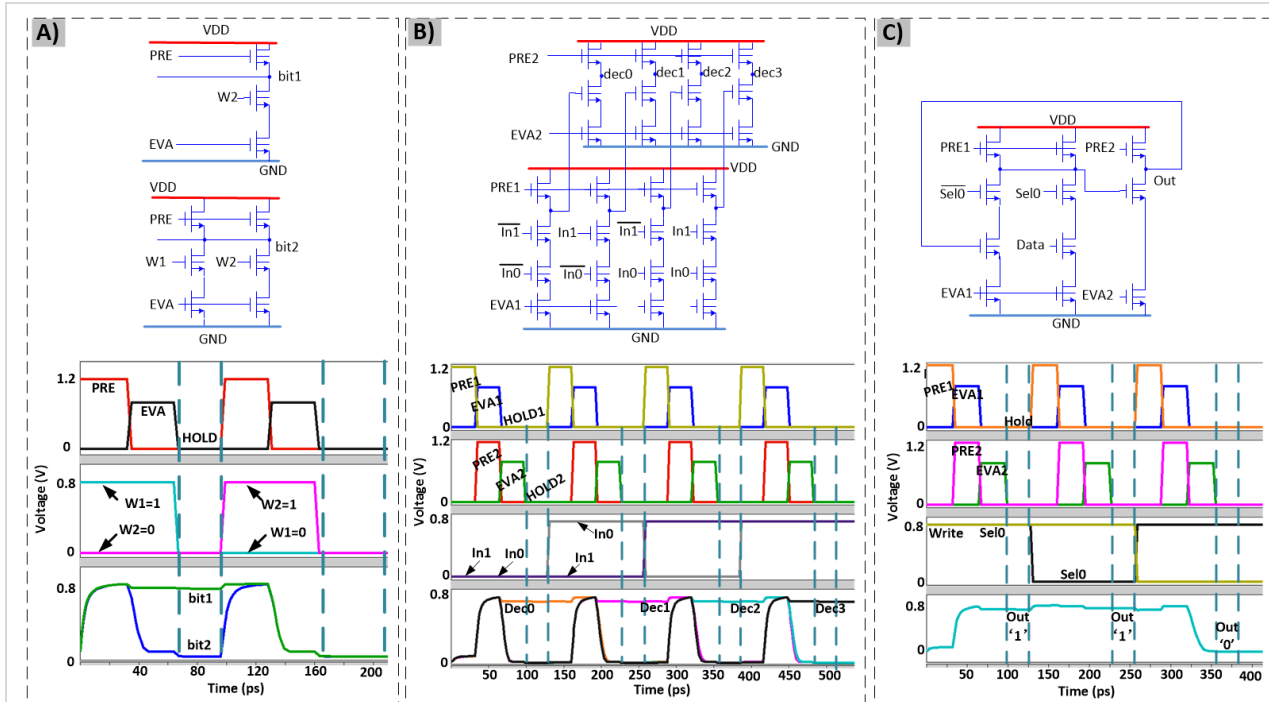 A)
VDD
PRE
bit1
W2
EVA
GND
VDD
PRE
bit2
W1
W2
EVA
GND
1.2
PRE
EVA
HOLD
0
0.8
W1=1
W2=1
W2=0
W1=0
0
0.8
bit1
bit2
0
Voltage (V)
0 40 80 120 160 200
Time (ps)
B)
VDD
PRE2
dec0 dec1 dec2 dec3
EVA2
GND
VDD
PRE1
In1 In1 In1 In1
In0 In0 In0 In0
EVA1
GND
1.2
PRE1
EVA1
HOLD1
0
1.2
PRE2
EVA2
HOLD2
0
0.8
In0
In1 In0 In1
0
0.8
Dec0 Dec1 Dec2 Dec3
0
Voltage (V)
50 100 150 200 250 300 350 400 450 500
Time (ps)
C)
VDD
PRE1 PRE2
Out
Sel0 Sel0
Data
EVA1 EVA2
GND
1.2
PRE1
EVA1
Hold
0
1.2
PRE2
EVA2
0
0.8
Write Sel0
Sel0
0
0.8
Out Out Out
‘1’ ‘1’ ‘0’
0
Voltage (V)
0 50 100 150 200 250 300 350 400
Time (ps)